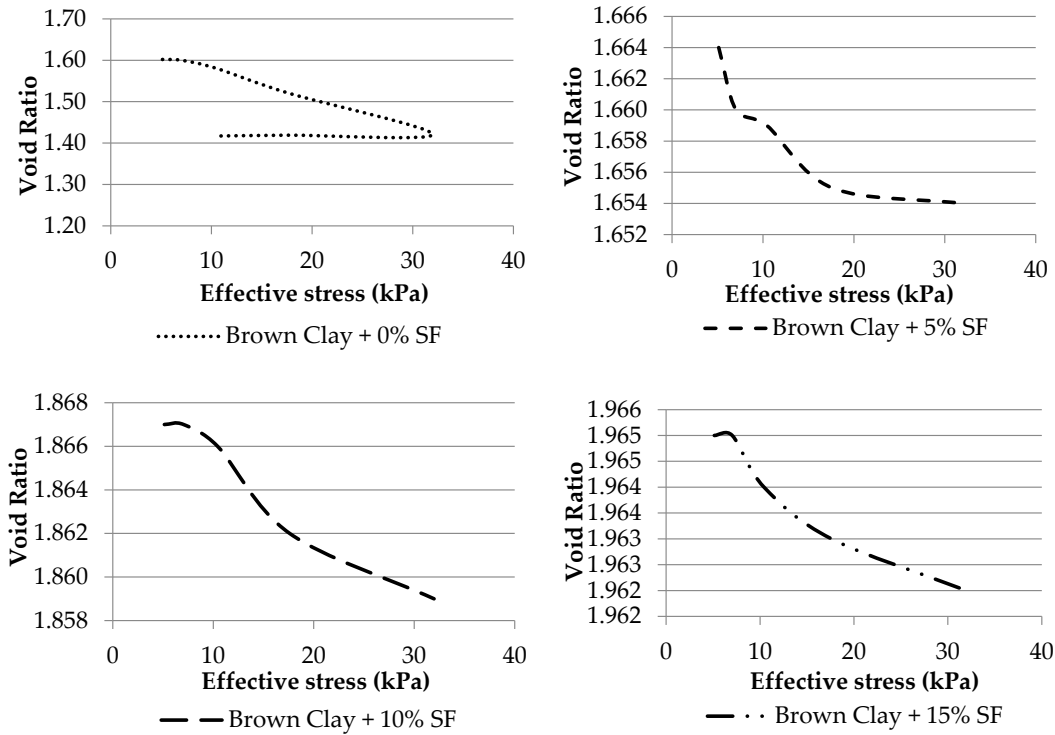 1.70
1.60
1.50
1.40
1.30
1.20
Void Ratio
0 10 20 30 40
Effective stress (kPa)
Brown Clay + 0% SF
1.666
1.664
1.662
1.660
1.658
1.656
1.654
1.652
Void Ratio
0 10 20 30 40
Effective stress (kPa)
Brown Clay + 5% SF
1.868
1.866
1.864
1.862
1.860
1.858
Void Ratio
0 10 20 30 40
Effective stress (kPa)
Brown Clay + 10% SF
1.966
1.965
1.965
1.964
1.964
1.963
1.963
1.962
1.962
Void Ratio
0 10 20 30 40
Effective stress (kPa)
Brown Clay + 15% SF